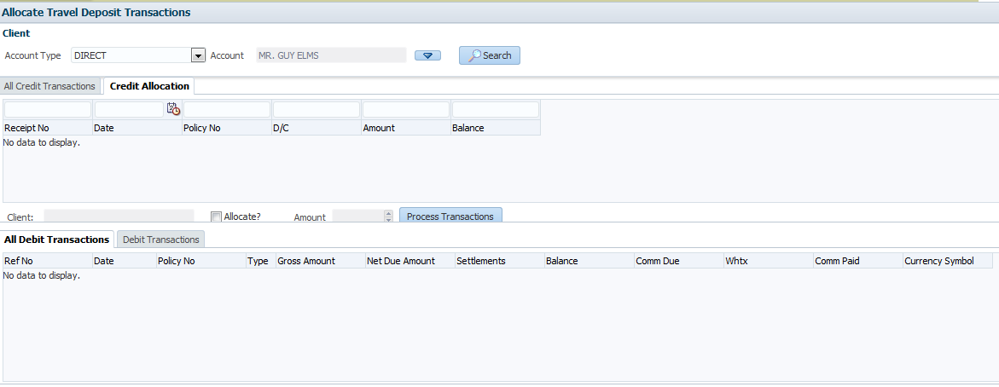 Allocate Travel Deposit Transactions
Client
Account Type DIRECT Account MR. GUY ELMS Search
All Credit Transactions Credit Allocation
Receipt No Date Policy No D/C Amount Balance
No data to display.
Client: Allocate? Amount Process Transactions
All Debit Transactions Debit Transactions
Ref No Date Policy No Type Gross Amount Net Due Amount Settlements Balance Comm Due Whtx Comm Paid Currency Symbol
No data to display.